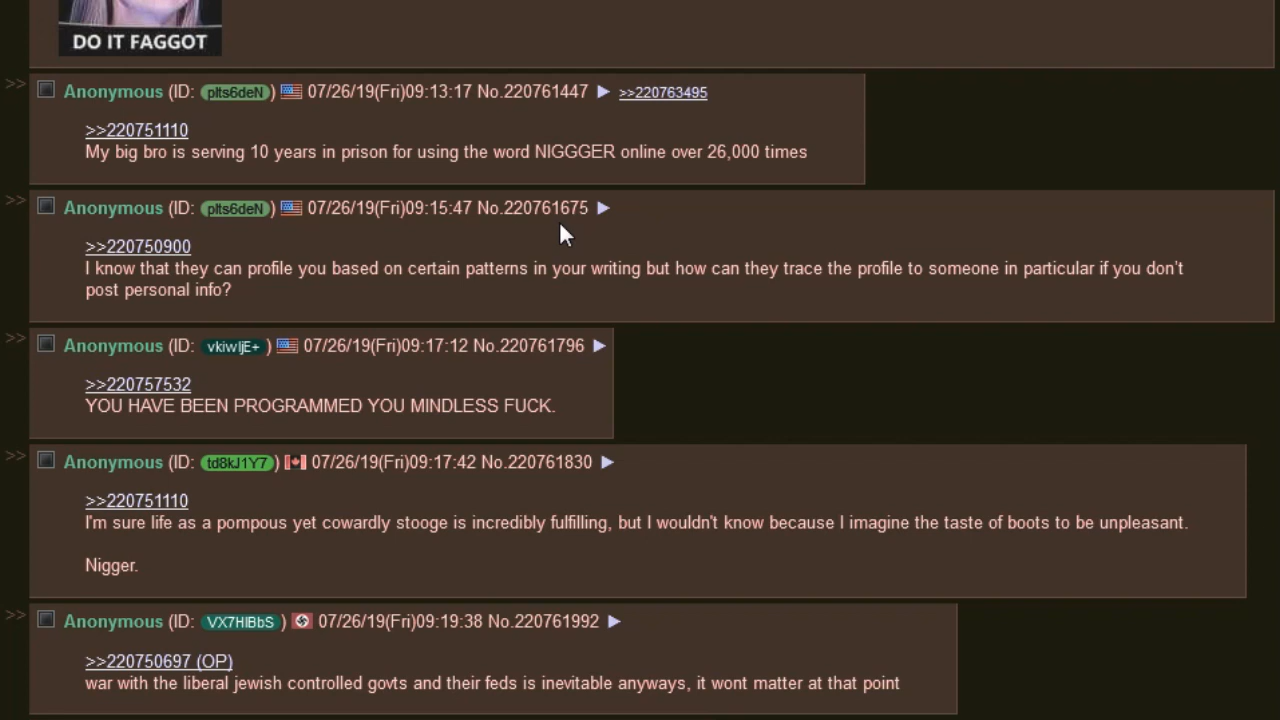 DO IT FAGGOT
>> Anonymous (ID: plts6deN) 07/26/19(Fri)09:13:17 No.220761447 ▶ >>220763495
>>220751110
My big bro is serving 10 years in prison for using the word NIGGGER online over 26,000 times
>> Anonymous (ID: plts6deN) 07/26/19(Fri)09:15:47 No.220761675 ▶
>>220750900
I know that they can profile you based on certain patterns in your writing but how can they trace the profile to someone in particular if you don't
post personal info?
>> Anonymous (ID: vkiwljE+) 07/26/19(Fri)09:17:12 No.220761796 ▶
>>220757532
YOU HAVE BEEN PROGRAMMED YOU MINDLESS FUCK.
>> Anonymous (ID: td8kJ1Y7) 07/26/19(Fri)09:17:42 No.220761830 ▶
>>220751110
I'm sure life as a pompous yet cowardly stooge is incredibly fulfilling, but I wouldn't know because I imagine the taste of boots to be unpleasant.
Nigger.
>> Anonymous (ID: VX7HlBbS) 07/26/19(Fri)09:19:38 No.220761992 ▶
>>220750697 (OP)
war with the liberal jewish controlled govts and their feds is inevitable anyways, it wont matter at that point